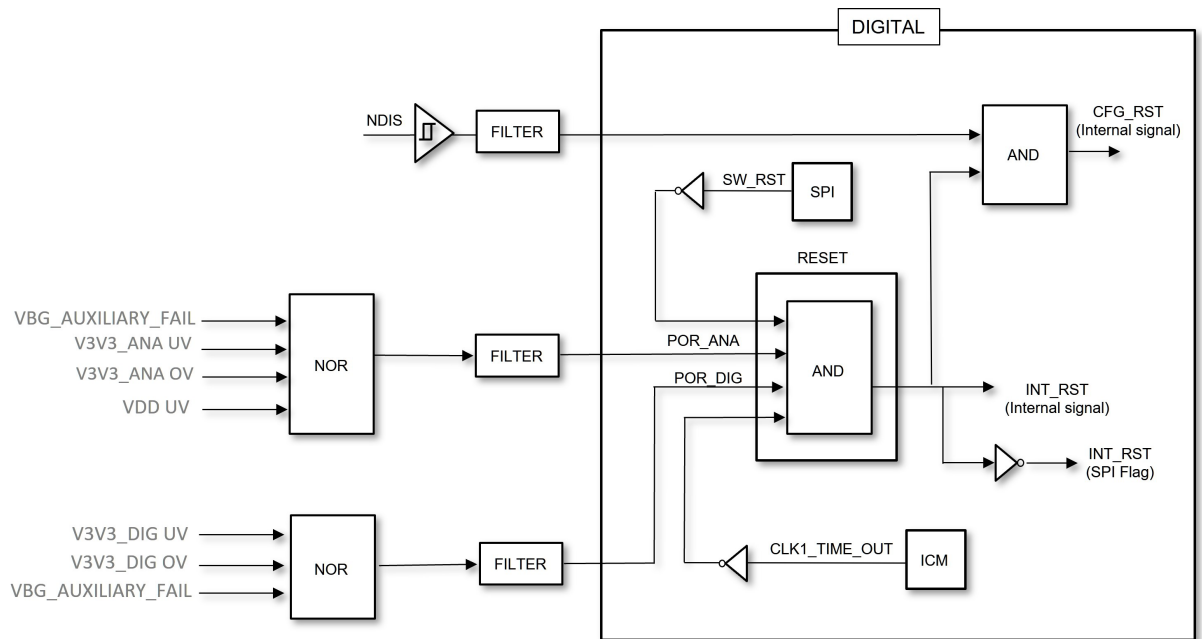 DIGITAL
NDIS
FILTER
AND
CFG_RST
(Internal signal)
SW_RST
SPI
RESET
VBG_AUXILIARY_FAIL
V3V3_ANA UV
V3V3_ANA OV
VDD UV
NOR
FILTER
POR_ANA
POR_DIG
AND
INT_RST
(Internal signal)
INT_RST
(SPI Flag)
V3V3_DIG UV
V3V3_DIG OV
VBG_AUXILIARY_FAIL
NOR
FILTER
CLK1_TIME_OUT
ICM